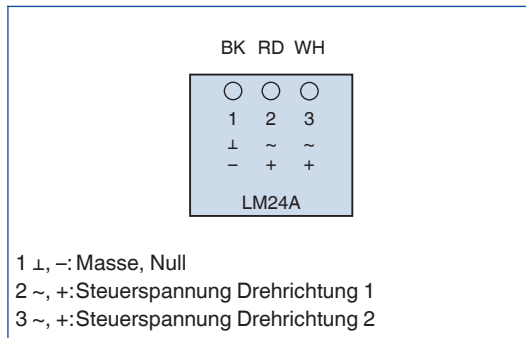 BK RD WH
1 2 3
⊥ ~ ~
– + +
LM24A
1 ⊥, –: Masse, Null
2 ~, +:Steuerspannung Drehrichtung 1
3 ~, +:Steuerspannung Drehrichtung 2